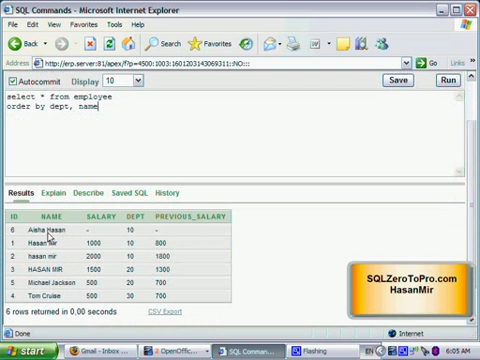 SQL Commands - Microsoft Internet Explorer
File Edit View Favorites Tools Help
Back Search Favorites
Address http://erp.server:81/apex/f?p=4500:1003:1601203143069311::NO::: Go Links
Autocommit Display 10 Save Run
select * from employee
order by dept, name
Results Explain Describe Saved SQL History
ID NAME SALARY DEPT PREVIOUS_SALARY
6 Aisha Hasan - 10 -
1 Hasan Mir 1000 10 800
2 hasan mir 2000 10 1800
3 HASAN MIR 1500 20 1300
5 Michael Jackson 500 20 700
4 Tom Cruise 500 30 700
6 rows returned in 0.00 seconds CSV Export
SQLZeroToPro.com
HasanMir
Done Internet
start Gmail - Inbox ... 3 OpenOffic... SQL Comman... Flashing EN 6:05 AM